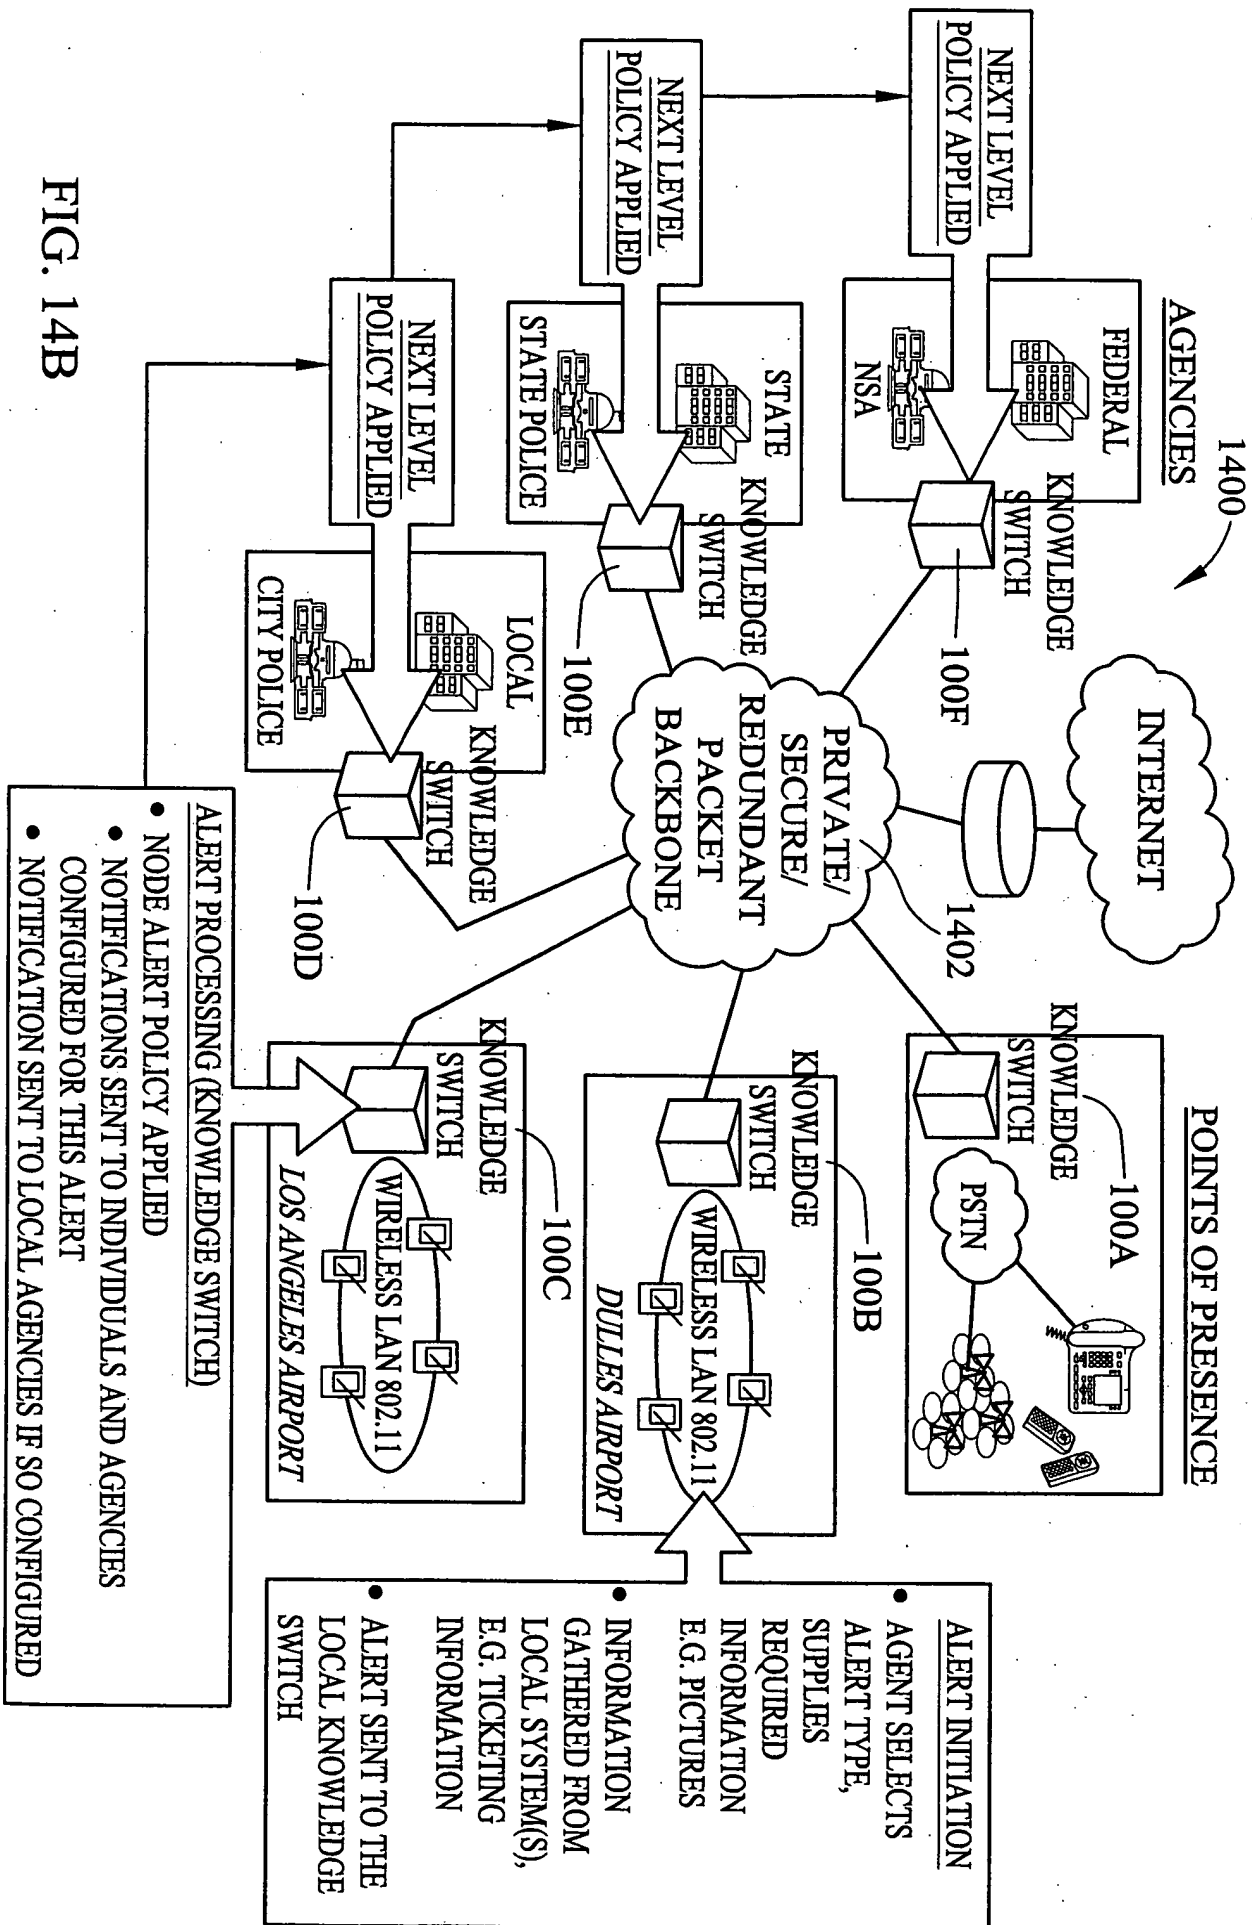 1400
AGENCIES
INTERNET
POINTS OF PRESENCE
NEXT LEVEL
POLICY APPLIED
FEDERAL
NSA
KNOWLEDGE
SWITCH
100F
KNOWLEDGE
SWITCH
100A
PSTN
NEXT LEVEL
POLICY APPLIED
STATE
STATE POLICE
KNOWLEDGE
SWITCH
100E
PRIVATE/
SECURE/
REDUNDANT
PACKET
BACKBONE
1402
KNOWLEDGE
SWITCH
100B
WIRELESS LAN 802.11
DULLES AIRPORT
ALERT INITIATION
• AGENT SELECTS
ALERT TYPE,
SUPPLIES
REQUIRED
INFORMATION
E.G. PICTURES
• INFORMATION
GATHERED FROM
LOCAL SYSTEM(S),
E.G. TICKETING
INFORMATION
• ALERT SENT TO THE
LOCAL KNOWLEDGE
SWITCH
NEXT LEVEL
POLICY APPLIED
LOCAL
CITY POLICE
KNOWLEDGE
SWITCH
100D
KNOWLEDGE
SWITCH
100C
WIRELESS LAN 802.11
LOS ANGELES AIRPORT
ALERT PROCESSING (KNOWLEDGE SWITCH)
• NODE ALERT POLICY APPLIED
• NOTIFICATIONS SENT TO INDIVIDUALS AND AGENCIES
CONFIGURED FOR THIS ALERT
• NOTIFICATION SENT TO LOCAL AGENCIES IF SO CONFIGURED
FIG. 14B